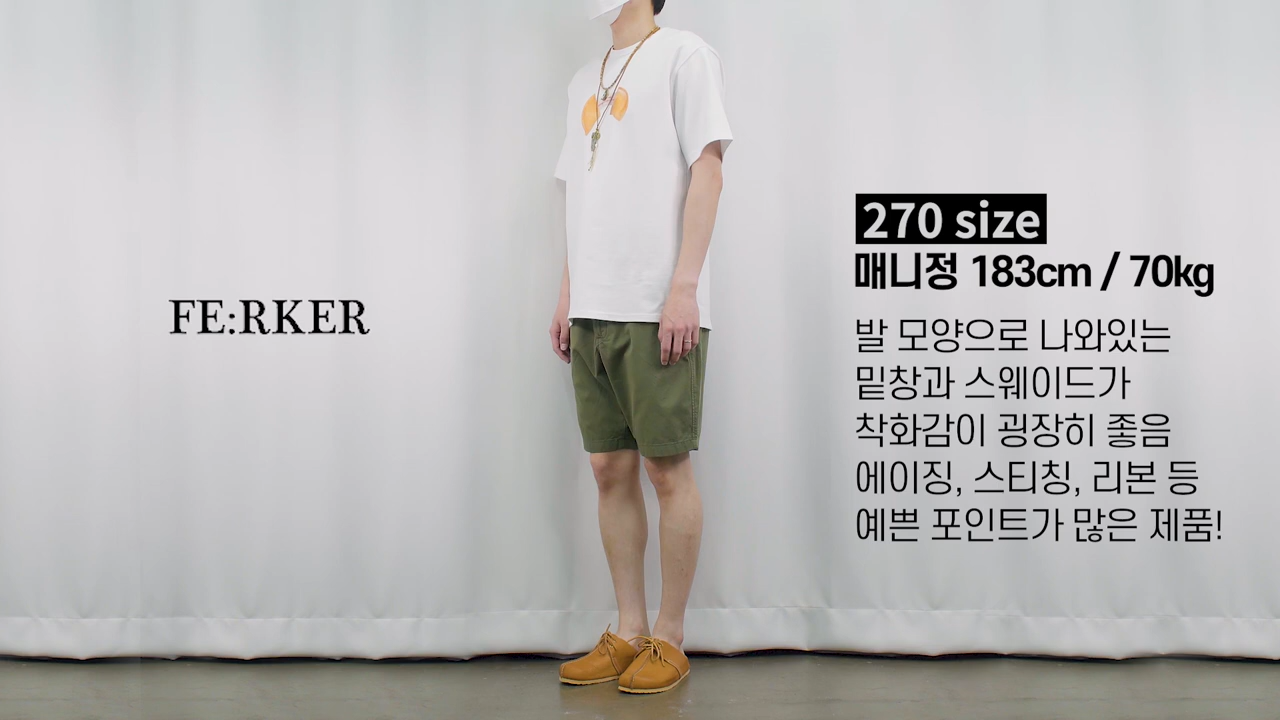 FE:RKER
270 size
매니정 183cm / 70kg
발 모양으로 나와있는
밑창과 스웨이드가
착화감이 굉장히 좋음
에이징, 스티칭, 리본 등
예쁜 포인트가 많은 제품!